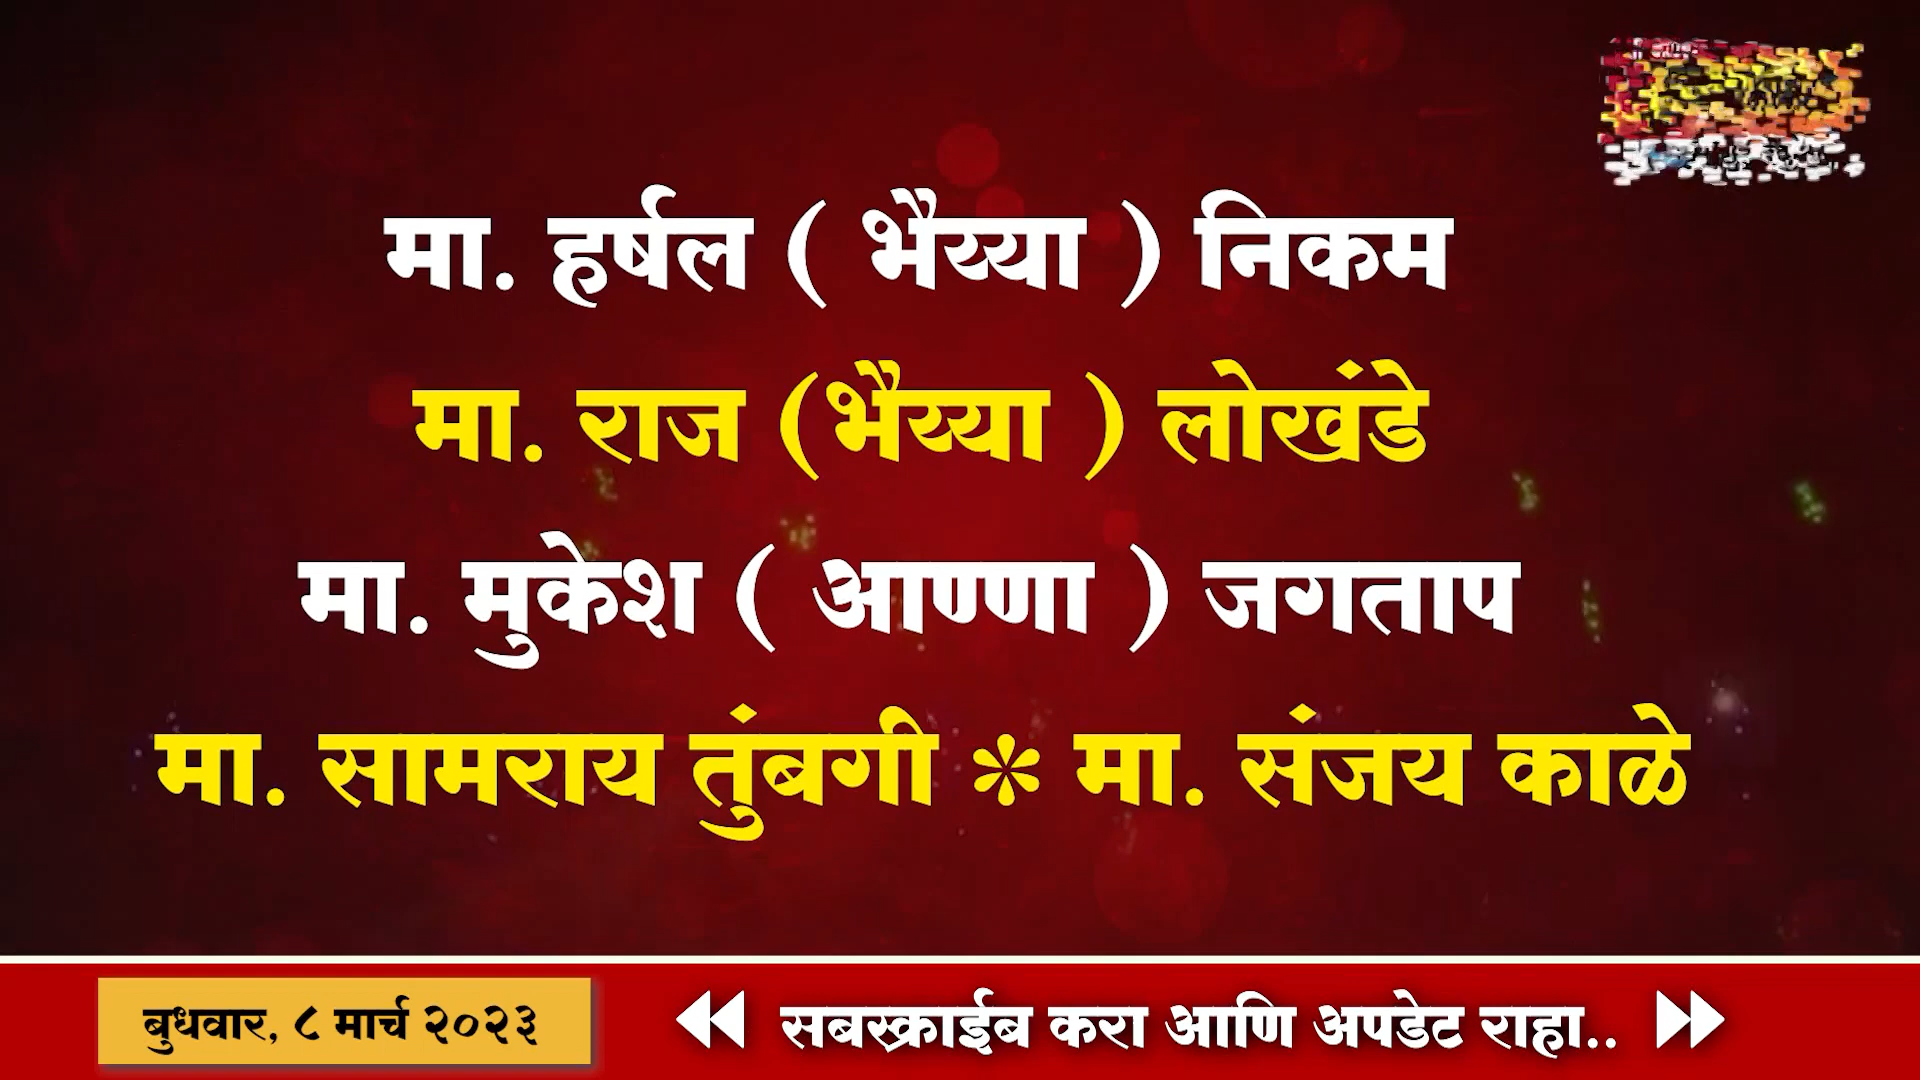 मा. हर्षल ( भैय्या ) निकम
मा. राज (भैय्या ) लोखंडे
मा. मुकेश ( आण्णा ) जगताप
मा. सामराय तुंबगी * मा. संजय काळे
बुधवार, ८ मार्च २०२३
सबस्क्राईब करा आणि अपडेट राहा..